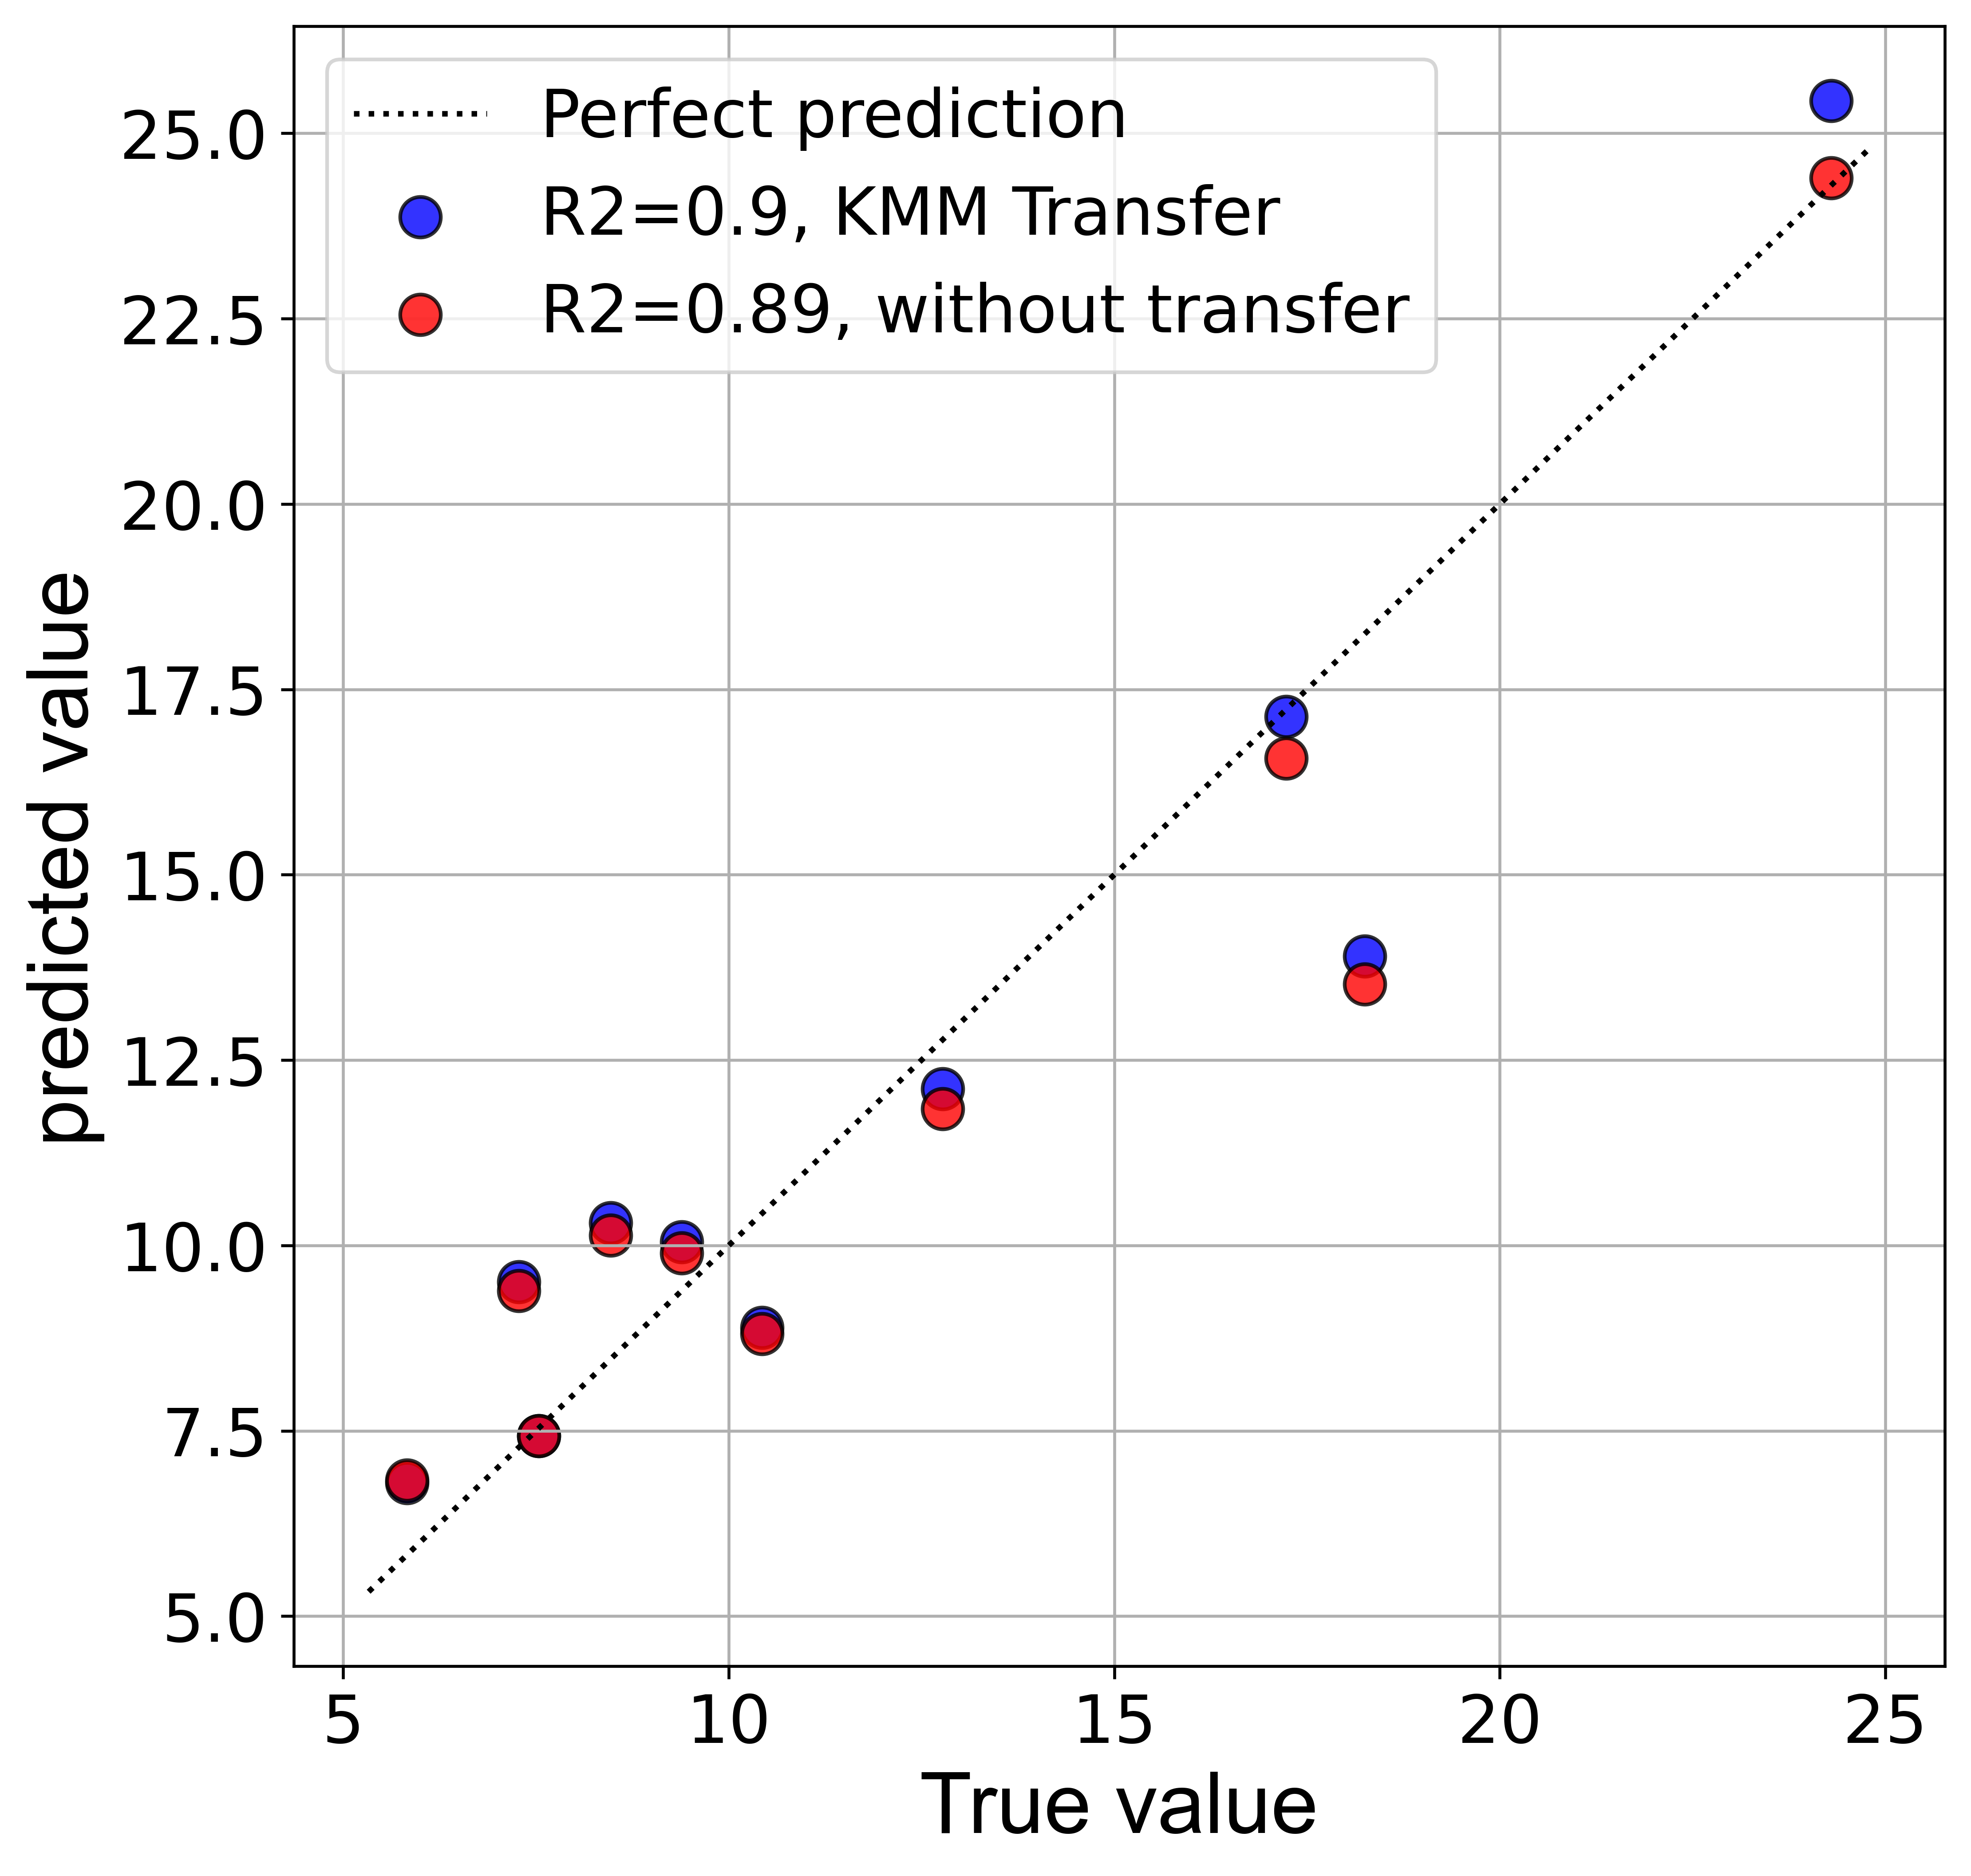 Perfect prediction
R2=0.9, KMM Transfer
R2=0.89, without transfer
25.0
22.5
20.0
17.5
15.0
12.5
10.0
7.5
5.0
predicted value
5 10 15 20 25
True value